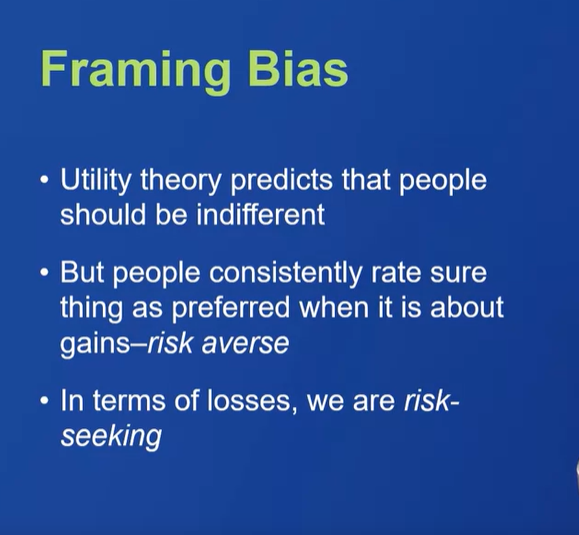 Framing Bias
• Utility theory predicts that people
should be indifferent
• But people consistently rate sure
thing as preferred when it is about
gains–risk averse
• In terms of losses, we are risk-
seeking